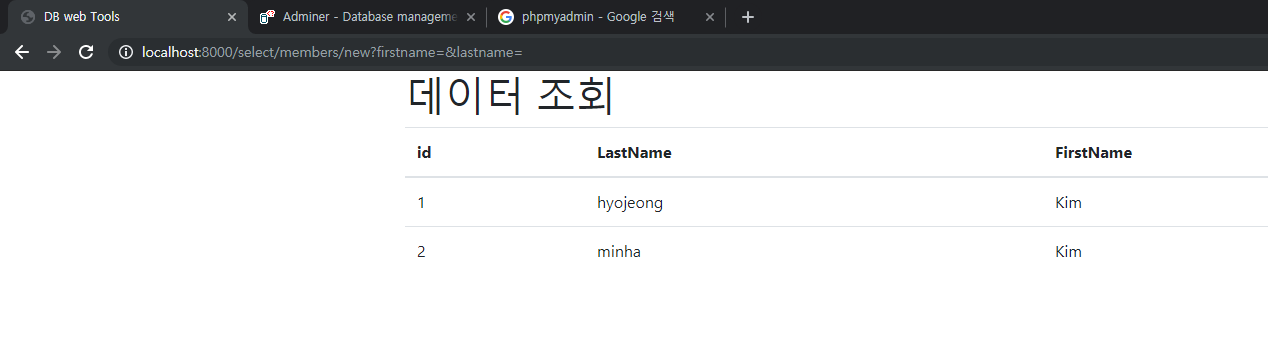 DB web Tools
Adminer - Database manageme
phpmyadmin - Google 검색
localhost:8000/select/members/new?firstname=&lastname=
데이터 조회
id LastName FirstName
1 hyojeong Kim
2 minha Kim